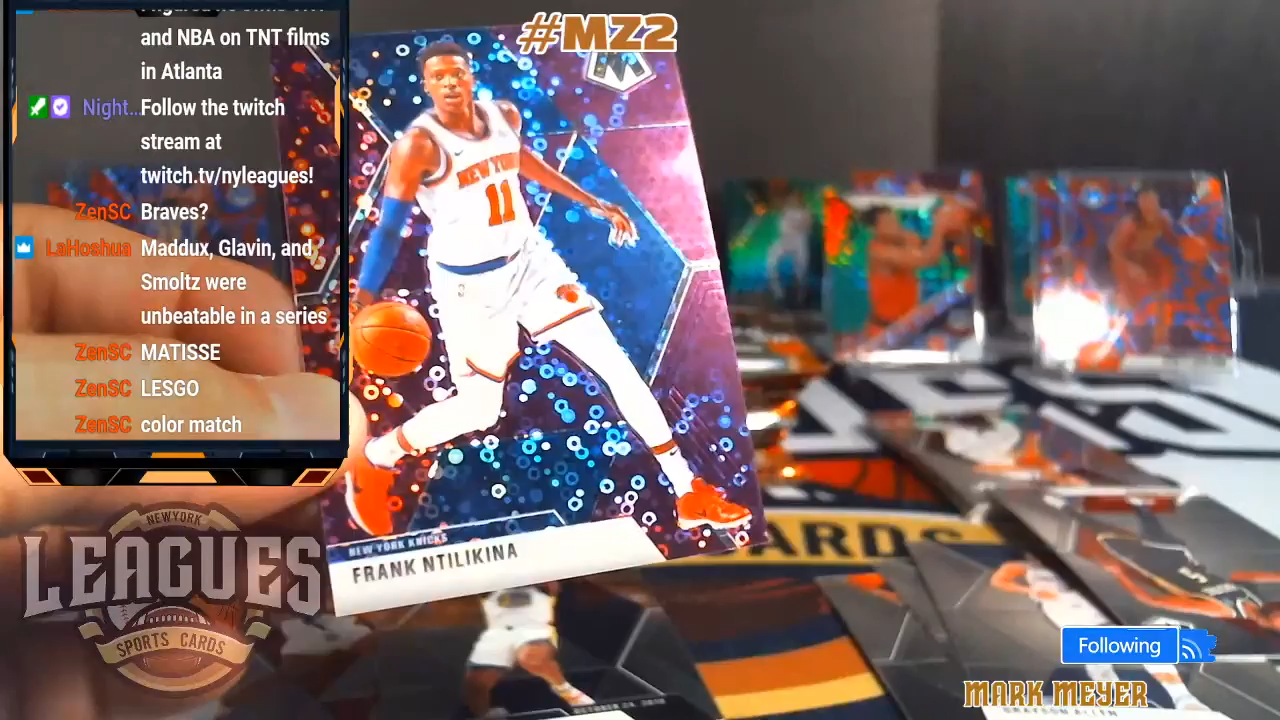 #MZ2
and NBA on TNT films
in Atlanta
Night... Follow the twitch
stream at
twitch.tv/nyleagues!
ZenSC Braves?
LaHoshua Maddux, Glavin, and
Smoltz were
unbeatable in a series
ZenSC MATISSE
ZenSC LESGO
ZenSC color match
NEW YORK
11
NEW YORK KNICKS
FRANK NTILIKINA
NEWYORK
LEAGUES
SPORTS CARDS
ARDS
Following
MARK MEYER